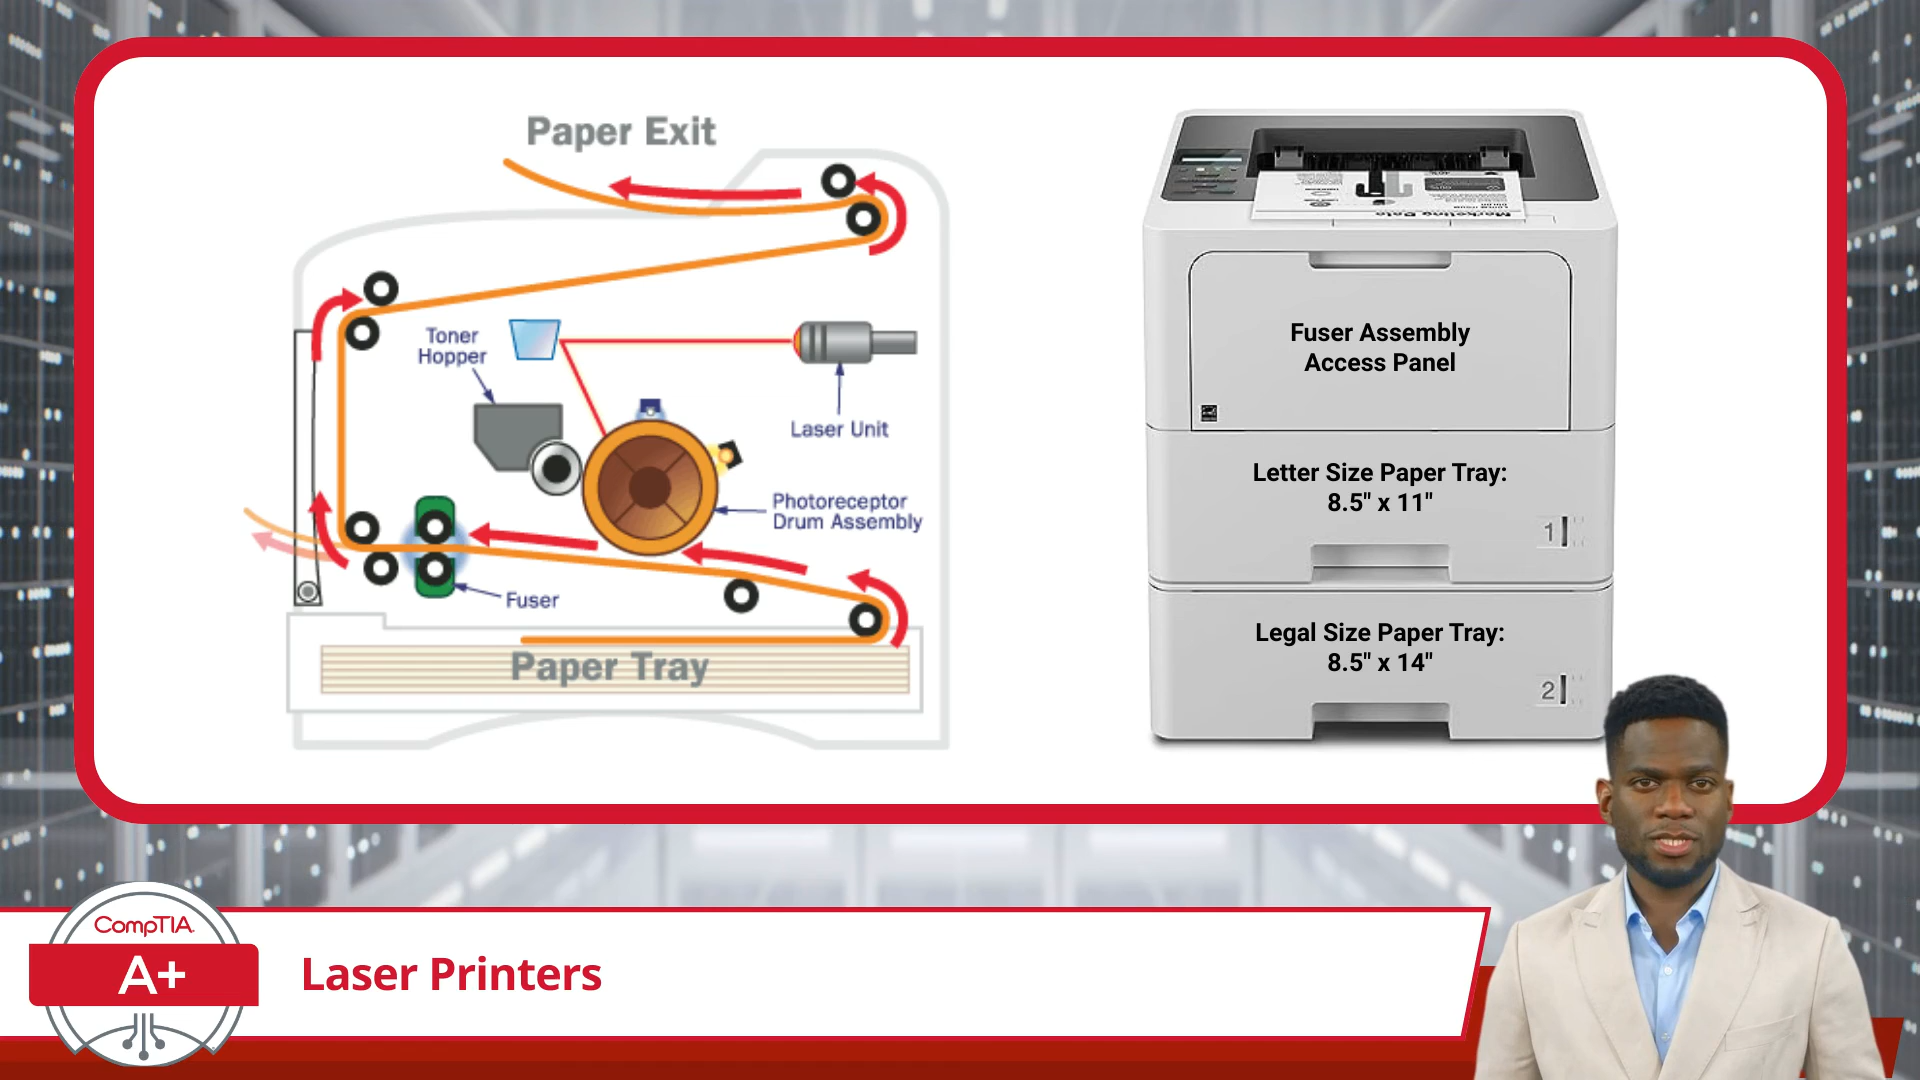 Paper Exit
Toner
Hopper
Laser Unit
Photoreceptor
Drum Assembly
Fuser
Paper Tray
Fuser Assembly
Access Panel
Letter Size Paper Tray:
8.5" x 11"
1
Legal Size Paper Tray:
8.5" x 14"
2
CompTIA
A+
Laser Printers